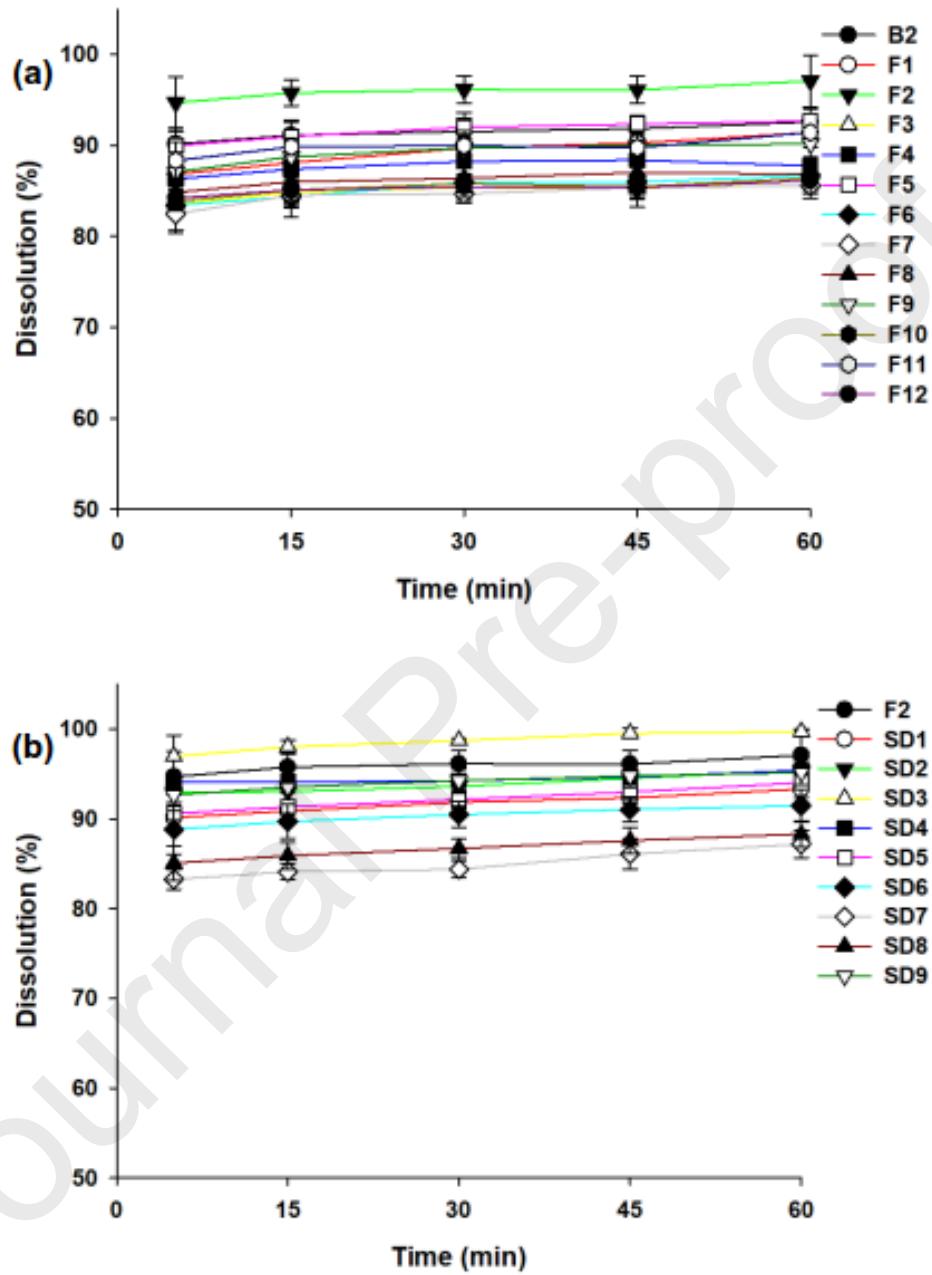 (a)
Dissolution (%)
100
90
80
70
60
50
0 15 30 45 60
Time (min)
B2
F1
F2
F3
F4
F5
F6
F7
F8
F9
F10
F11
F12
(b)
Dissolution (%)
100
90
80
70
60
50
0 15 30 45 60
Time (min)
F2
SD1
SD2
SD3
SD4
SD5
SD6
SD7
SD8
SD9
ournal Pre-proof